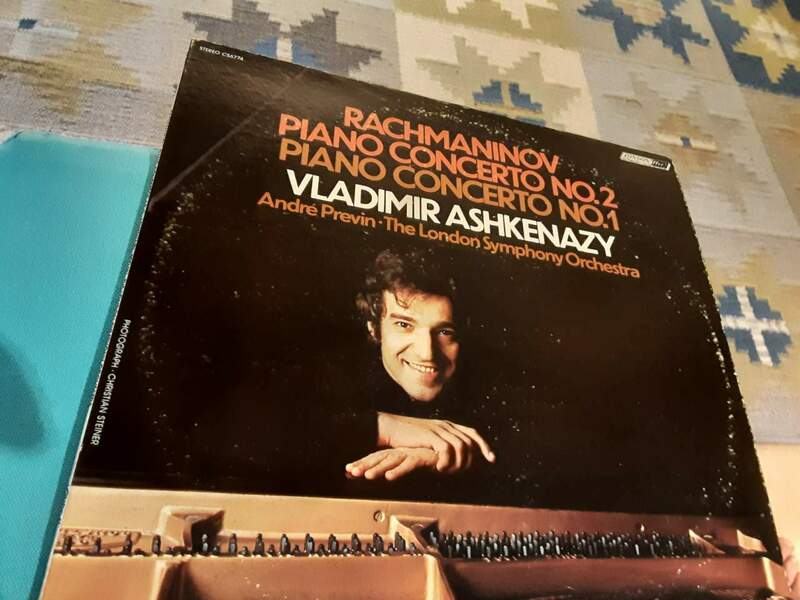 STEREO CS6774
RACHMANINOV
PIANO CONCERTO NO.2
PIANO CONCERTO NO.1
VLADIMIR ASHKENAZY
André Previn · The London Symphony Orchestra
PHOTOGRAPH · CHRISTIAN STEINER